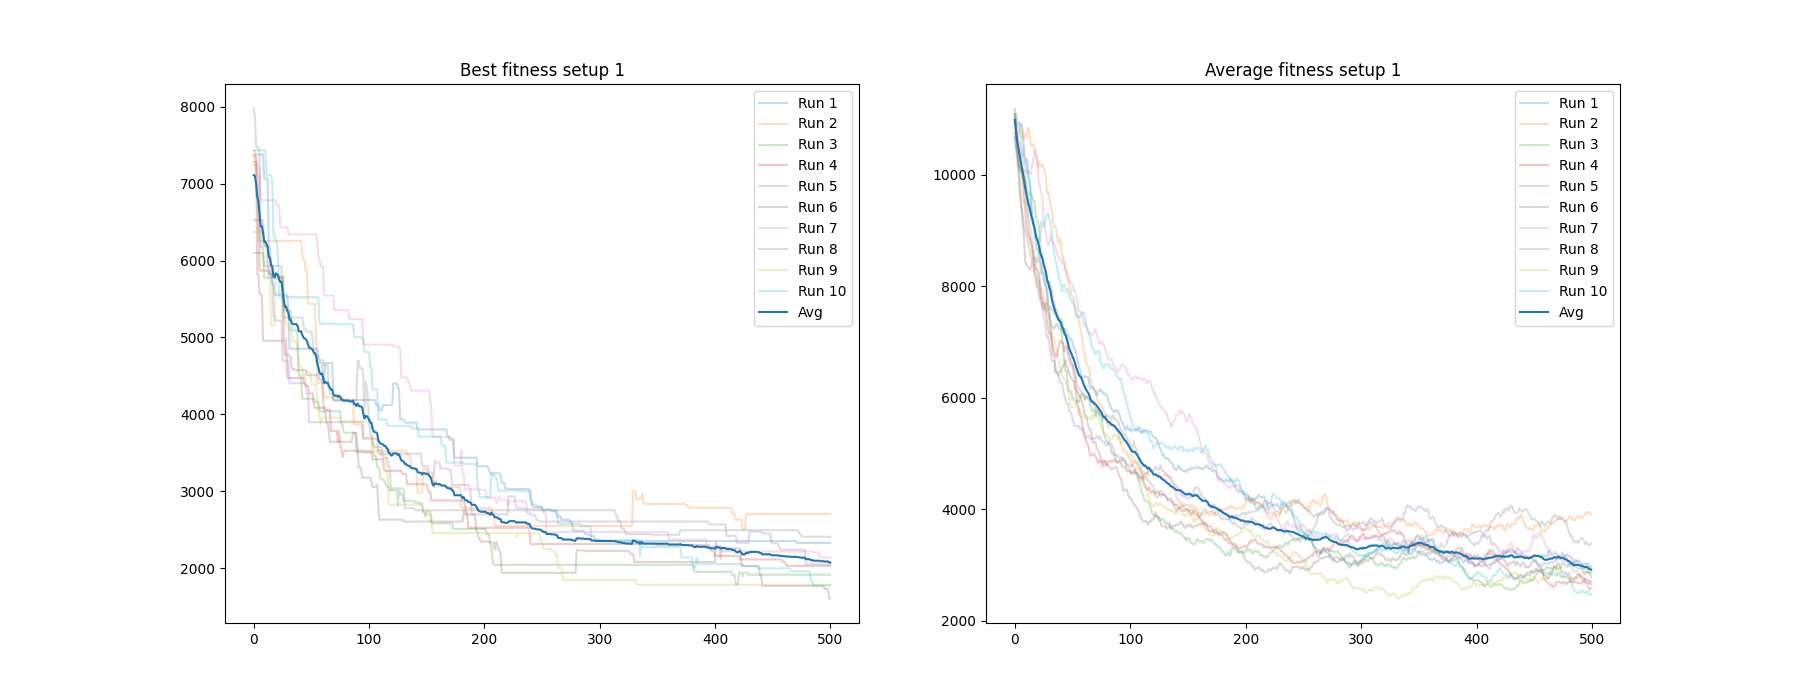 Best fitness setup 1
8000
7000
6000
5000
4000
3000
2000
0 100 200 300 400 500
Run 1
Run 2
Run 3
Run 4
Run 5
Run 6
Run 7
Run 8
Run 9
Run 10
Avg
Average fitness setup 1
10000
8000
6000
4000
2000
0 100 200 300 400 500
Run 1
Run 2
Run 3
Run 4
Run 5
Run 6
Run 7
Run 8
Run 9
Run 10
Avg